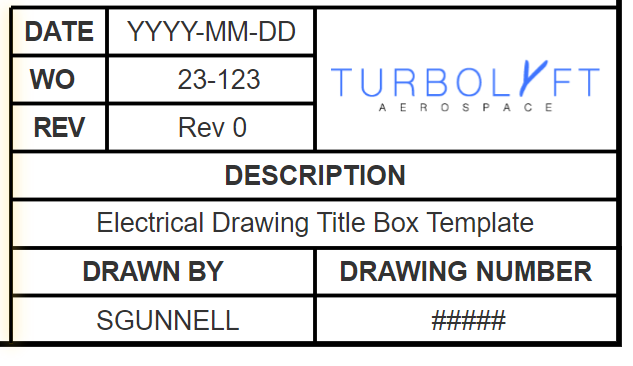 DATE YYYY-MM-DD
WO 23-123
REV Rev 0
TURBOLYFT
AEROSPACE
DESCRIPTION
Electrical Drawing Title Box Template
DRAWN BY DRAWING NUMBER
SGUNNELL #####